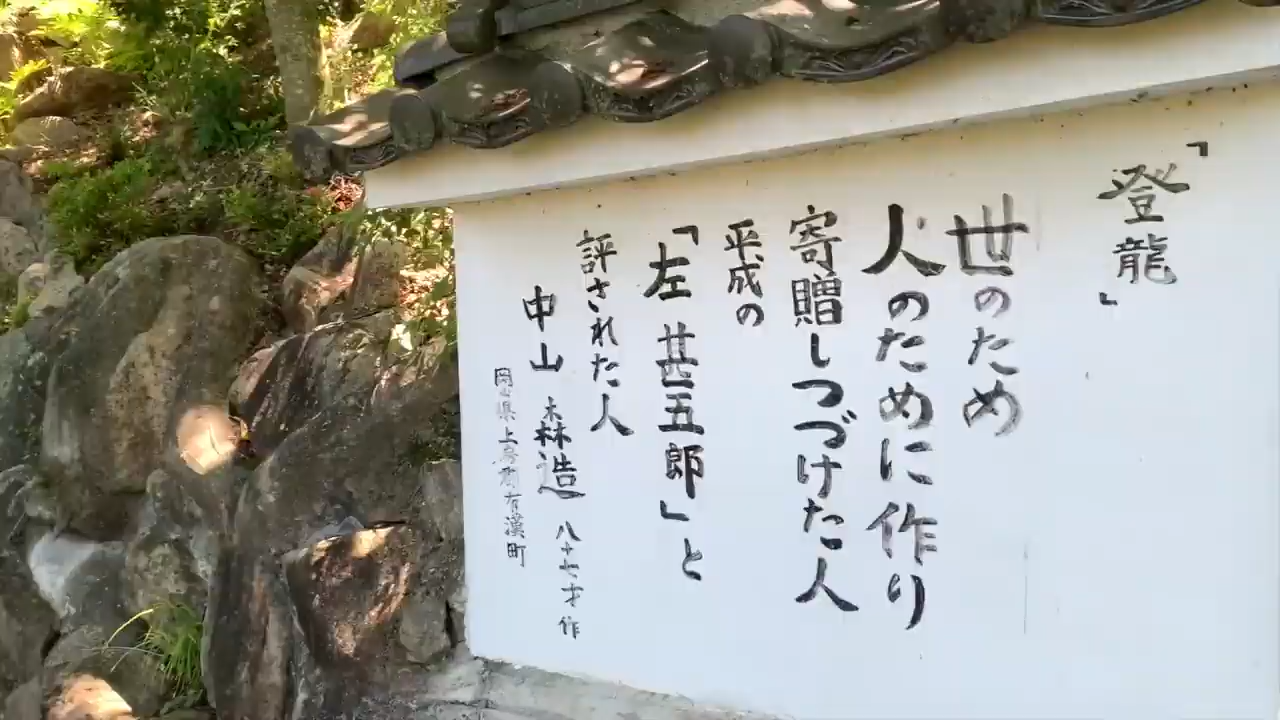 「登龍」
世のため
人のために作り
寄贈しつづけた人
平成の
「左甚五郎」と
評された人
中山森造 八十七才作
岡山県上房郡有漢町